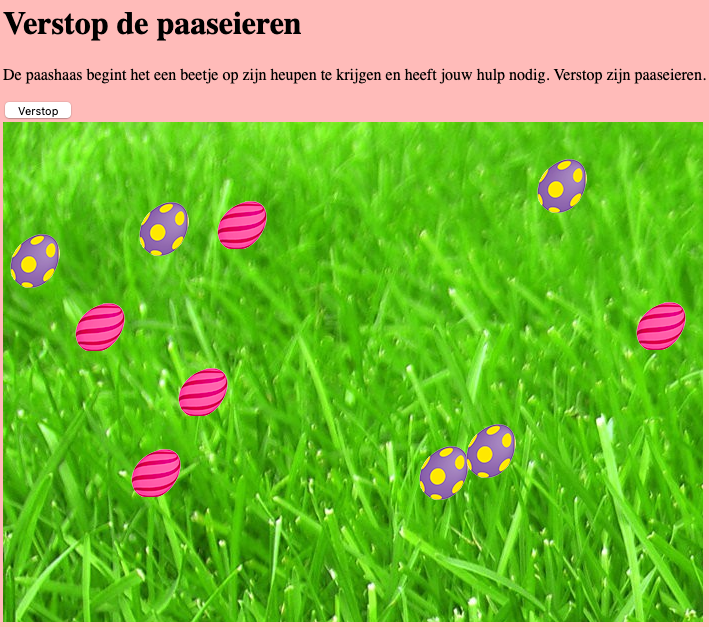 Verstop de paaseieren
De paashaas begint het een beetje op zijn heupen te krijgen en heeft jouw hulp nodig. Verstop zijn paaseieren.
Verstop